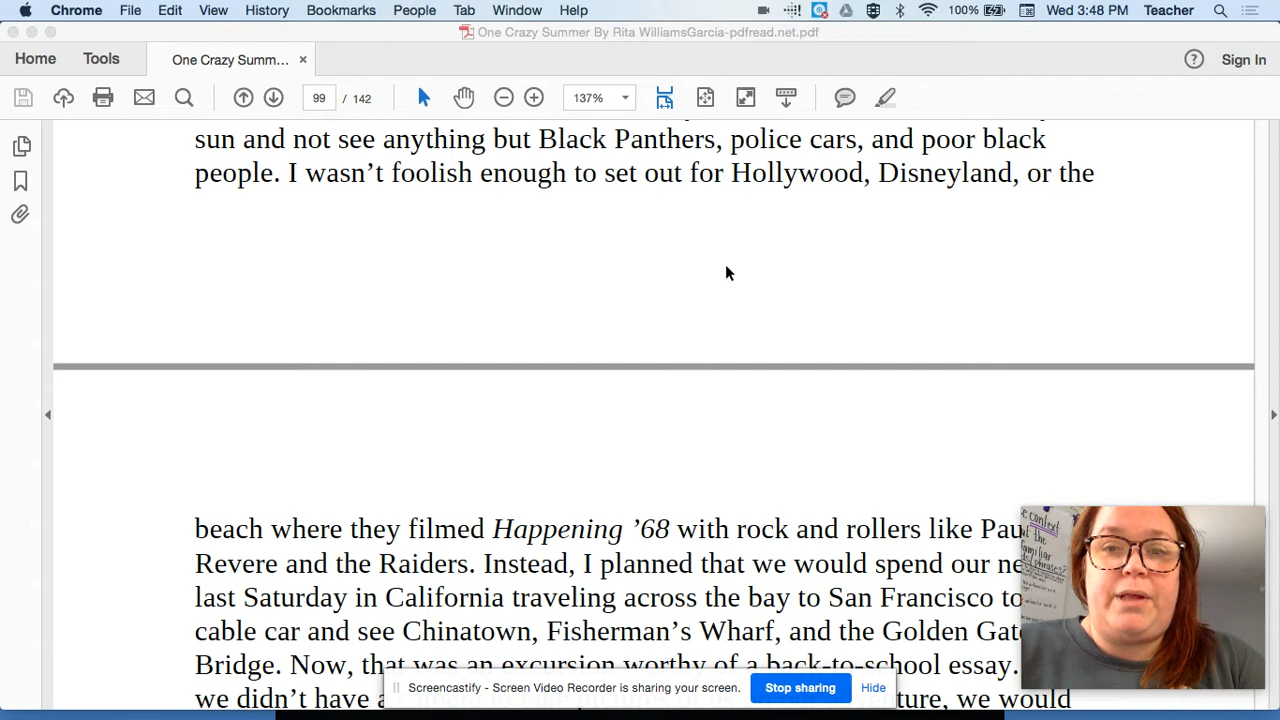 Chrome File Edit View History Bookmarks People Tab Window Help 100% Wed 3:48 PM Teacher
One Crazy Summer By Rita WilliamsGarcia-pdfread.net.pdf
Home Tools One Crazy Summ... × Sign In
99 / 142 137%
sun and not see anything but Black Panthers, police cars, and poor black
people. I wasn’t foolish enough to set out for Hollywood, Disneyland, or the
beach where they filmed Happening ’68 with rock and rollers like
Revere and the Raiders. Instead, I planned that we would spend our
last Saturday in California traveling across the bay to San Francisco to
cable car and see Chinatown, Fisherman’s Wharf, and the Golden
Bridge. Now, that was an excursion worthy of a back-to-school essay.
we didn’t have we would
Screencastify - Screen Video Recorder is sharing your screen. Stop sharing Hide
context